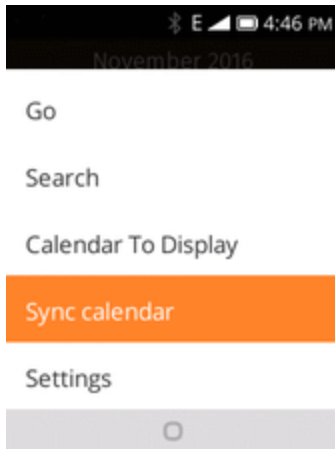 E 4:46 PM
November 2016
Go
Search
Calendar To Display
Sync calendar
Settings